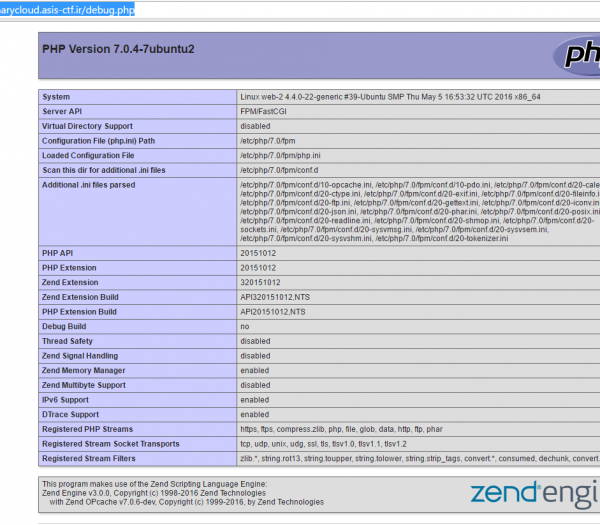 arycloud.asis-ctf.ir/debug.php
PHP Version 7.0.4-7ubuntu2
php
System Linux web-2 4.4.0-22-generic #39-Ubuntu SMP Thu May 5 16:53:32 UTC 2016 x86_64
Server API FPM/FastCGI
Virtual Directory Support disabled
Configuration File (php.ini) Path /etc/php/7.0/fpm
Loaded Configuration File /etc/php/7.0/fpm/php.ini
Scan this dir for additional .ini files /etc/php/7.0/fpm/conf.d
Additional .ini files parsed /etc/php/7.0/fpm/conf.d/10-opcache.ini, /etc/php/7.0/fpm/conf.d/10-pdo.ini, /etc/php/7.0/fpm/conf.d/20-cale
/etc/php/7.0/fpm/conf.d/20-ctype.ini, /etc/php/7.0/fpm/conf.d/20-exif.ini, /etc/php/7.0/fpm/conf.d/20-fileinfo.i
/etc/php/7.0/fpm/conf.d/20-ftp.ini, /etc/php/7.0/fpm/conf.d/20-gettext.ini, /etc/php/7.0/fpm/conf.d/20-iconv.in
/etc/php/7.0/fpm/conf.d/20-json.ini, /etc/php/7.0/fpm/conf.d/20-phar.ini, /etc/php/7.0/fpm/conf.d/20-posix.ini
/etc/php/7.0/fpm/conf.d/20-readline.ini, /etc/php/7.0/fpm/conf.d/20-shmop.ini, /etc/php/7.0/fpm/conf.d/20-
sockets.ini, /etc/php/7.0/fpm/conf.d/20-sysvmsg.ini, /etc/php/7.0/fpm/conf.d/20-sysvsem.ini,
/etc/php/7.0/fpm/conf.d/20-sysvshm.ini, /etc/php/7.0/fpm/conf.d/20-tokenizer.ini
PHP API 20151012
PHP Extension 20151012
Zend Extension 320151012
Zend Extension Build API320151012,NTS
PHP Extension Build API20151012,NTS
Debug Build no
Thread Safety disabled
Zend Signal Handling disabled
Zend Memory Manager enabled
Zend Multibyte Support disabled
IPv6 Support enabled
DTrace Support enabled
Registered PHP Streams https, ftps, compress.zlib, php, file, glob, data, http, ftp, phar
Registered Stream Socket Transports tcp, udp, unix, udg, ssl, tls, tlsv1.0, tlsv1.1, tlsv1.2
Registered Stream Filters zlib.*, string.rot13, string.toupper, string.tolower, string.strip_tags, convert.*, consumed, dechunk, convert.
This program makes use of the Zend Scripting Language Engine:
Zend Engine v3.0.0, Copyright (c) 1998-2016 Zend Technologies
with Zend OPcache v7.0.6-dev, Copyright (c) 1999-2016, by Zend Technologies
zend engi